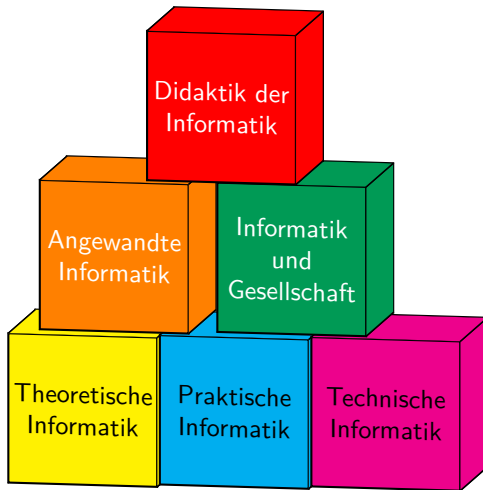 Didaktik der
Informatik
Angewandte
Informatik
Informatik
und
Gesellschaft
Theoretische
Informatik
Praktische
Informatik
Technische
Informatik